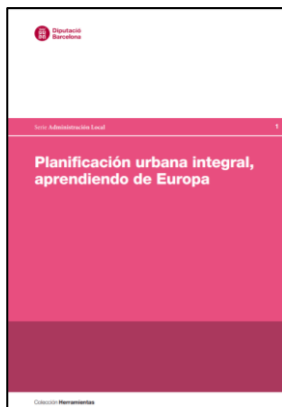 Diputació
Barcelona
Serie Administración Local 1
Planificación urbana integral,
aprendiendo de Europa
Colección Herramientas